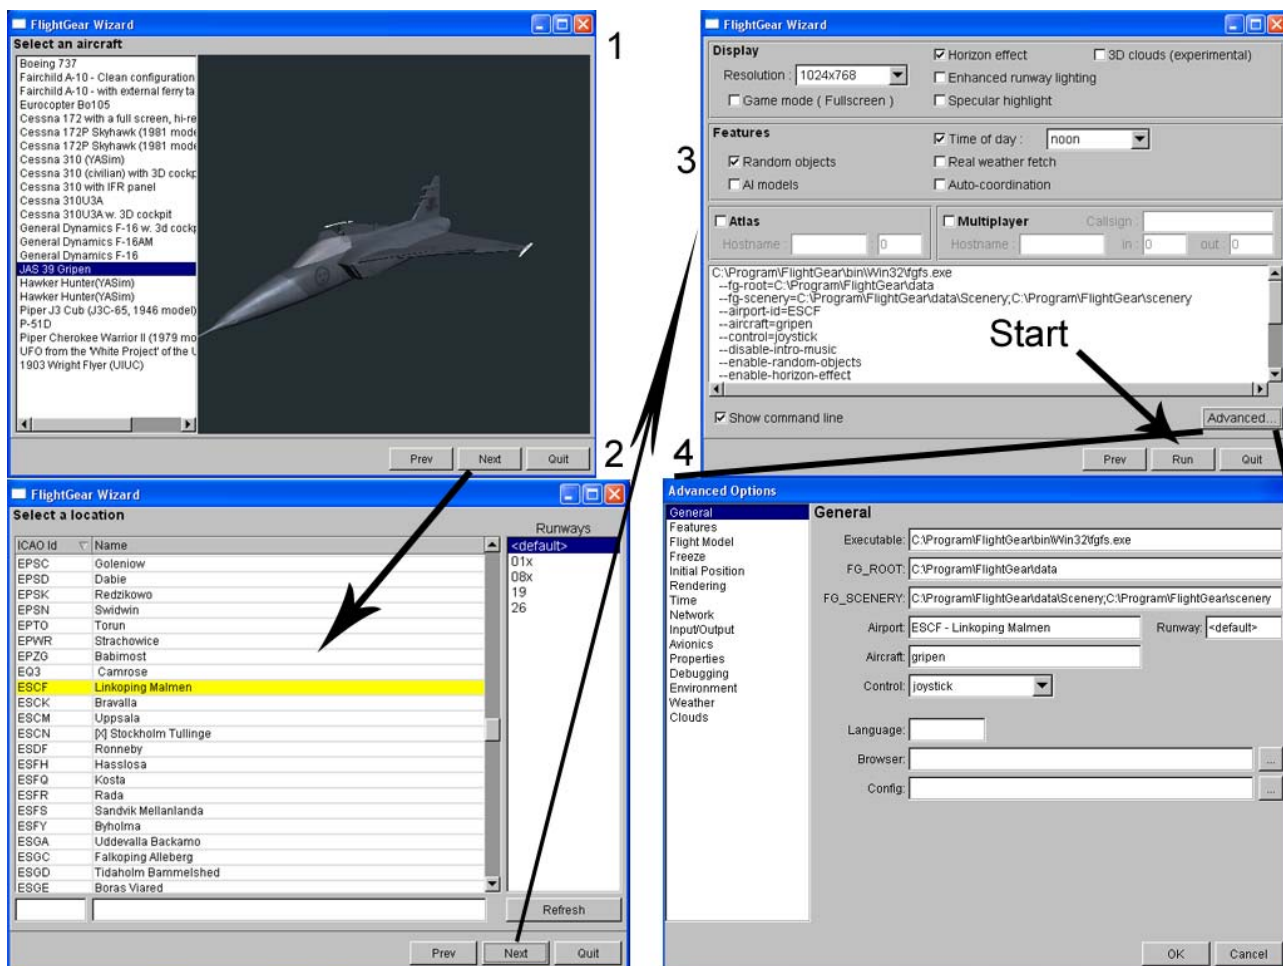 FlightGear Wizard
Select an aircraft
Boeing 737
Fairchild A-10 - Clean configuration
Fairchild A-10 - with external ferry ta
Eurocopter Bo105
Cessna 172 with a full screen, hi-re
Cessna 172P Skyhawk (1981 mode
Cessna 172P Skyhawk (1981 mode
Cessna 310 (YASim)
Cessna 310 (civilian) with 3D cockp
Cessna 310 with IFR panel
Cessna 310U3A
Cessna 310U3A w. 3D cockpit
General Dynamics F-16 w. 3d cockp
General Dynamics F-16AM
General Dynamics F-16
JAS 39 Gripen
Hawker Hunter(YASim)
Hawker Hunter(YASim)
Piper J3 Cub (J3C-65, 1946 model)
P-51D
Piper Cherokee Warrior II (1979 mo
UFO from the 'White Project' of the U
1903 Wright Flyer (UIUC)
Prev Next Quit
1
2
FlightGear Wizard
Select a location
ICAO Id Name
EPSC Goleniow
EPSD Dabie
EPSK Redzikowo
EPSN Swidwin
EPTO Torun
EPWR Strachowice
EPZG Babimost
EQ3 Camrose
ESCF Linkoping Malmen
ESCK Bravalla
ESCM Uppsala
ESCN [X] Stockholm Tullinge
ESDF Ronneby
ESFH Hasslosa
ESFQ Kosta
ESFR Rada
ESFS Sandvik Mellanlanda
ESFY Byholma
ESGA Uddevalla Backamo
ESGC Falkoping Alleberg
ESGD Tidaholm Bammelshed
ESGE Boras Viared
Runways
<default>
01x
08x
19
26
Refresh
Prev Next Quit
3
FlightGear Wizard
Display
Resolution : 1024x768
Game mode ( Fullscreen )
Horizon effect
3D clouds (experimental)
Enhanced runway lighting
Specular highlight
Features
Random objects
AI models
Time of day : noon
Real weather fetch
Auto-coordination
Atlas
Hostname : : 0
Multiplayer Callsign :
Hostname : in : 0 out : 0
C:\Program\FlightGear\bin\Win32\fgfs.exe
--fg-root=C:\Program\FlightGear\data
--fg-scenery=C:\Program\FlightGear\data\Scenery;C:\Program\FlightGear\scenery
--airport-id=ESCF
--aircraft=gripen
--control=joystick
--disable-intro-music
--enable-random-objects
--enable-horizon-effect
Start
Show command line
Advanced...
Prev Run Quit
4
Advanced Options
General
Features
Flight Model
Freeze
Initial Position
Rendering
Time
Network
Input/Output
Avionics
Properties
Debugging
Environment
Weather
Clouds
General
Executable: C:\Program\FlightGear\bin\Win32\fgfs.exe
FG_ROOT: C:\Program\FlightGear\data
FG_SCENERY: C:\Program\FlightGear\data\Scenery;C:\Program\FlightGear\scenery
Airport: ESCF - Linkoping Malmen Runway: <default>
Aircraft: gripen
Control: joystick
Language:
Browser: ...
Config: ...
OK Cancel